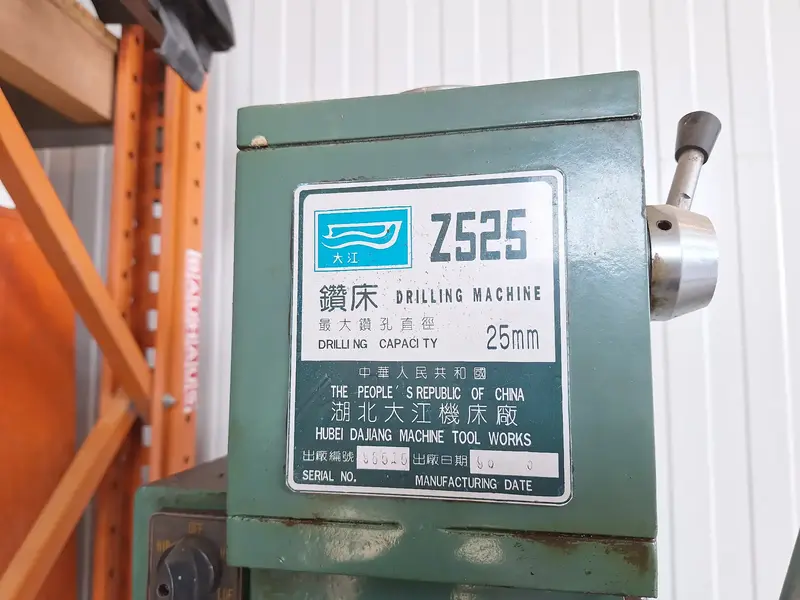 大江
Z525
鑽床 DRILLING MACHINE
最大鑽孔直徑
DRILLING CAPACITY 25mm
中華人民共和國
THE PEOPLE'S REPUBLIC OF CHINA
湖北大江機床廠
HUBEI DAJIANG MACHINE TOOL WORKS
出廠編號 出廠日期
SERIAL NO. MANUFACTURING DATE